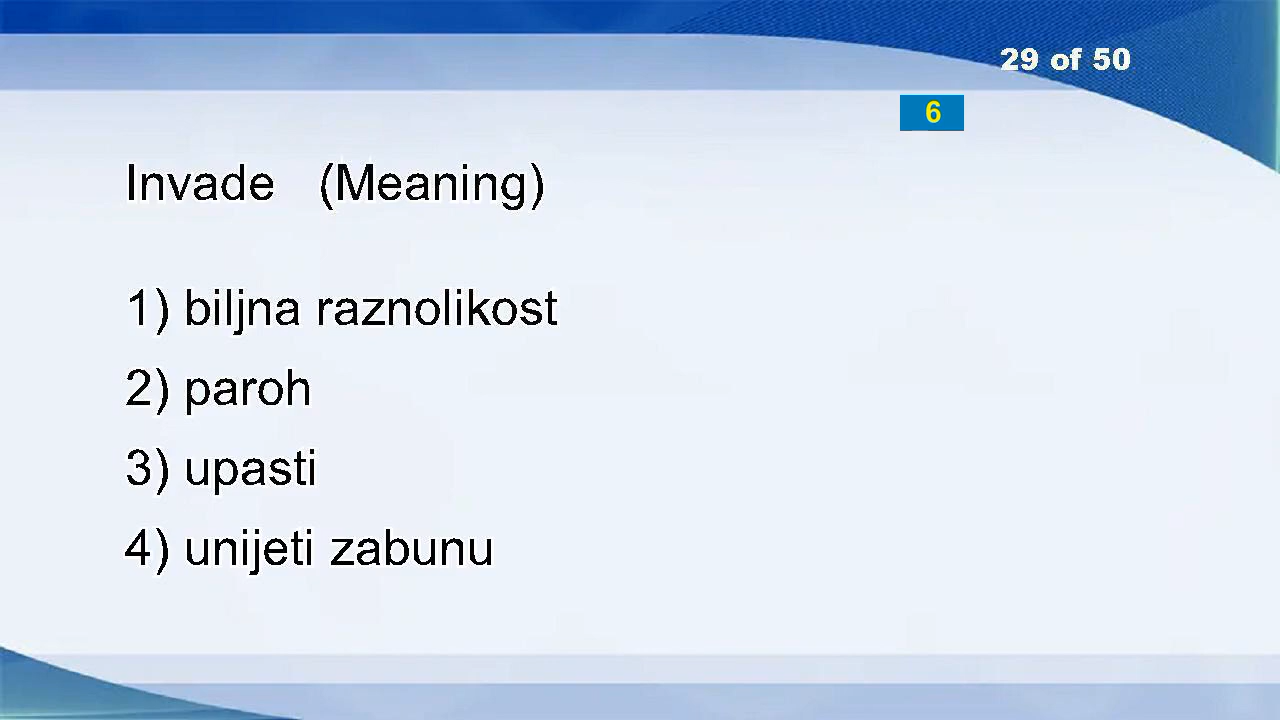 29 of 50
6
Invade (Meaning)
1) biljna raznolikost
2) paroh
3) upasti
4) unijeti zabunu